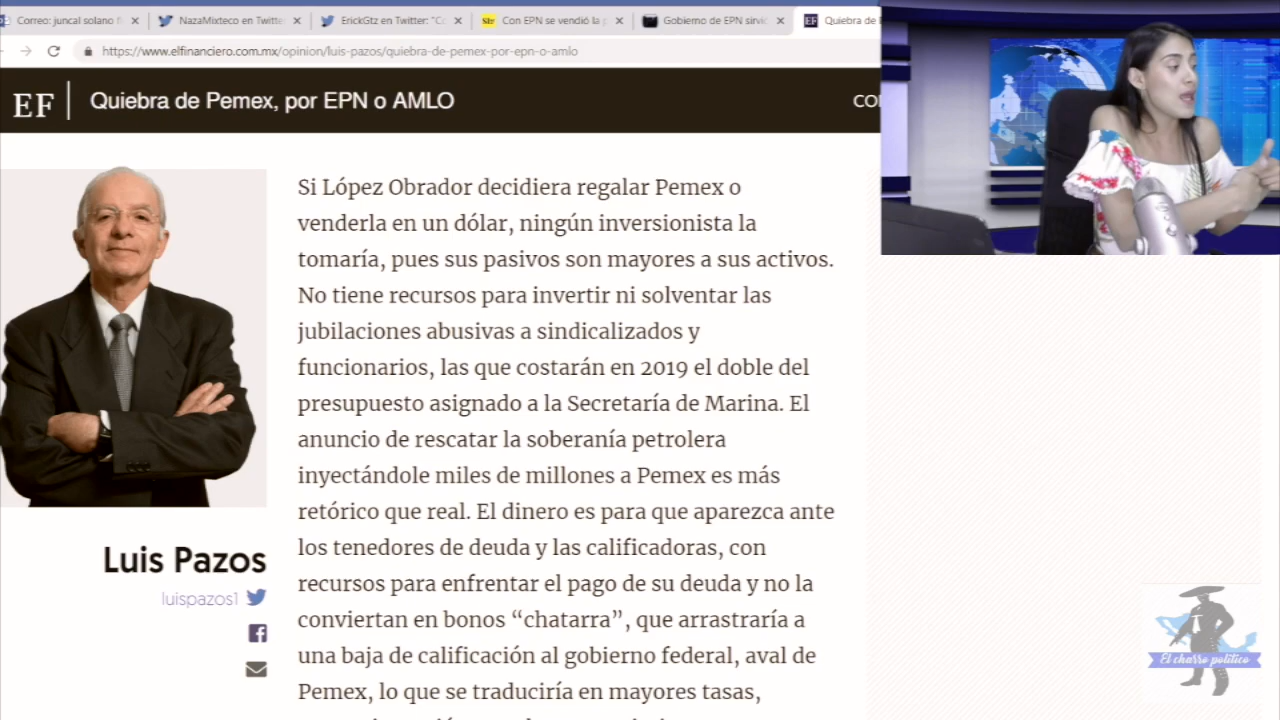 Correo: juncal solano
NazaMixteco en Twitte
ErickGtz en Twitter: "Co
Str
Con EPN se vendió la
Gobierno de EPN sirvió
EF
Quiebra de
https://www.elfinanciero.com.mx/opinion/luis-pazos/quiebra-de-pemex-por-epn-o-amlo
EF
Quiebra de Pemex, por EPN o AMLO
Si López Obrador decidiera regalar Pemex o
venderla en un dólar, ningún inversionista la
tomaría, pues sus pasivos son mayores a sus activos.
No tiene recursos para invertir ni solventar las
jubilaciones abusivas a sindicalizados y
funcionarios, las que costarán en 2019 el doble del
presupuesto asignado a la Secretaría de Marina. El
anuncio de rescatar la soberanía petrolera
inyectándole miles de millones a Pemex es más
retórico que real. El dinero es para que aparezca ante
los tenedores de deuda y las calificadoras, con
recursos para enfrentar el pago de su deuda y no la
conviertan en bonos “chatarra”, que arrastraría a
una baja de calificación al gobierno federal, aval de
Pemex, lo que se traduciría en mayores tasas,
Luis Pazos
luispazos1
El charro político